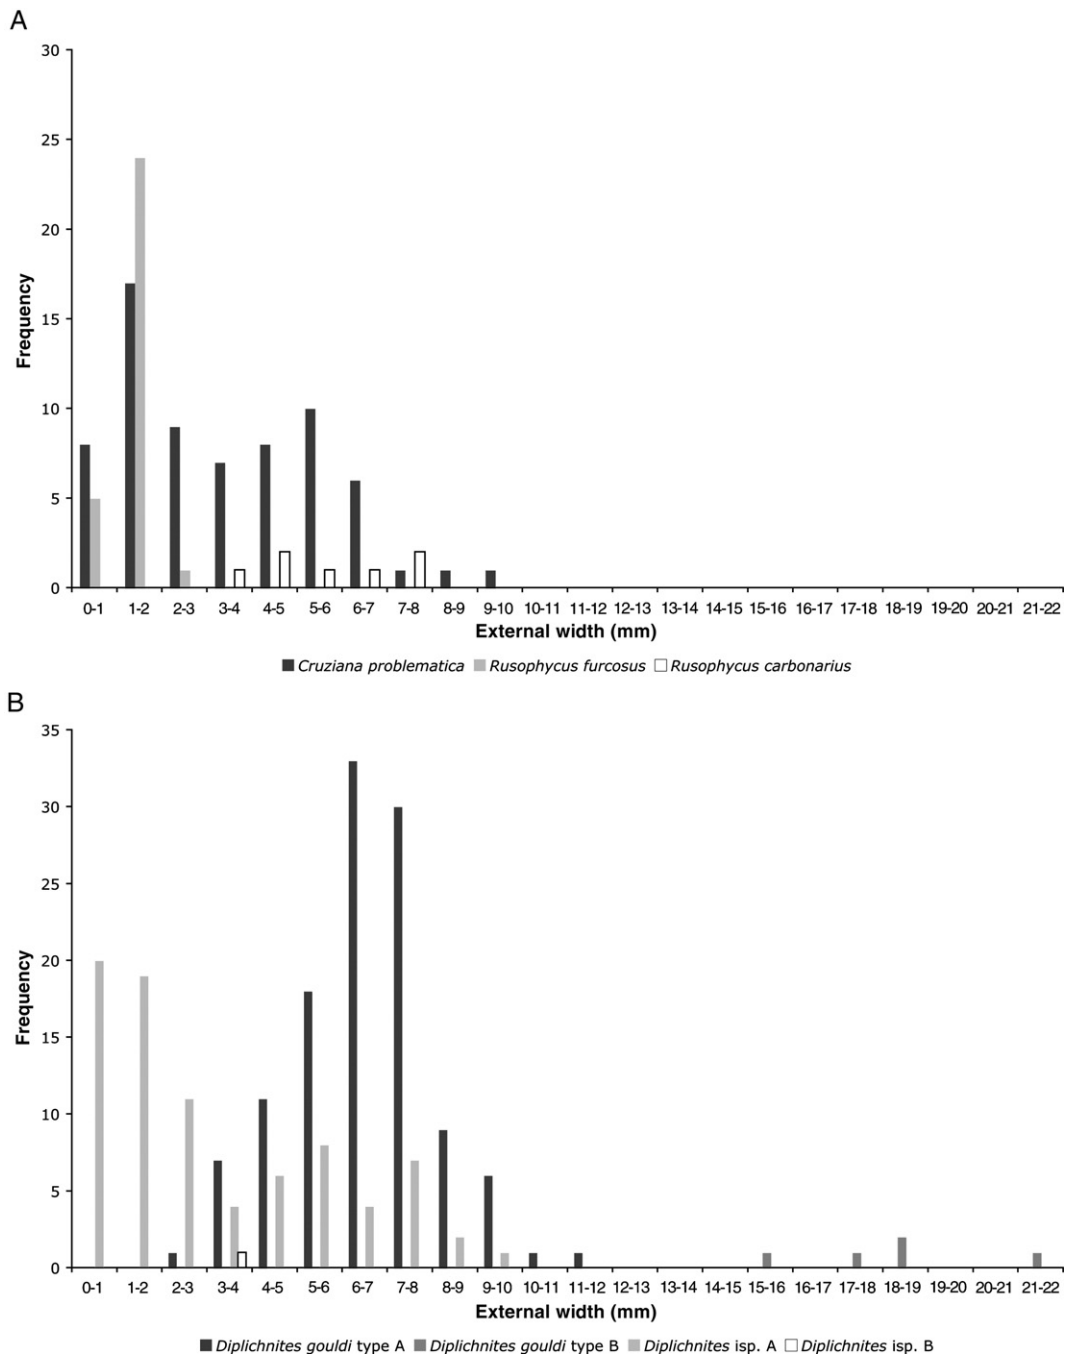 A
30
25
20
15
10
5
0
Frequency
0-1 1-2 2-3 3-4 4-5 5-6 6-7 7-8 8-9 9-10 10-11 11-12 12-13 13-14 14-15 15-16 16-17 17-18 18-19 19-20 20-21 21-22
External width (mm)
Cruziana problematica Rusophycus furcosus Rusophycus carbonarius
B
35
30
25
20
15
10
5
0
Frequency
0-1 1-2 2-3 3-4 4-5 5-6 6-7 7-8 8-9 9-10 10-11 11-12 12-13 13-14 14-15 15-16 16-17 17-18 18-19 19-20 20-21 21-22
External width (mm)
Diplichnites gouldi type A Diplichnites gouldi type B Diplichnites isp. A Diplichnites isp. B